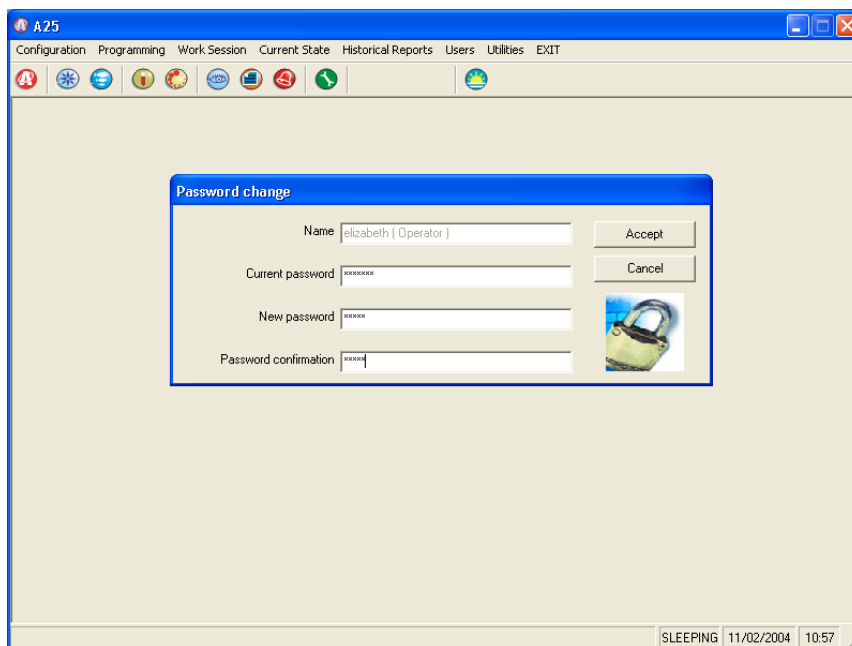 A25
Configuration Programming Work Session Current State Historical Reports Users Utilities EXIT
Password change
Name elizabeth ( Operator ) Accept
Current password ******* Cancel
New password *****
Password confirmation *****
SLEEPING 11/02/2004 10:57